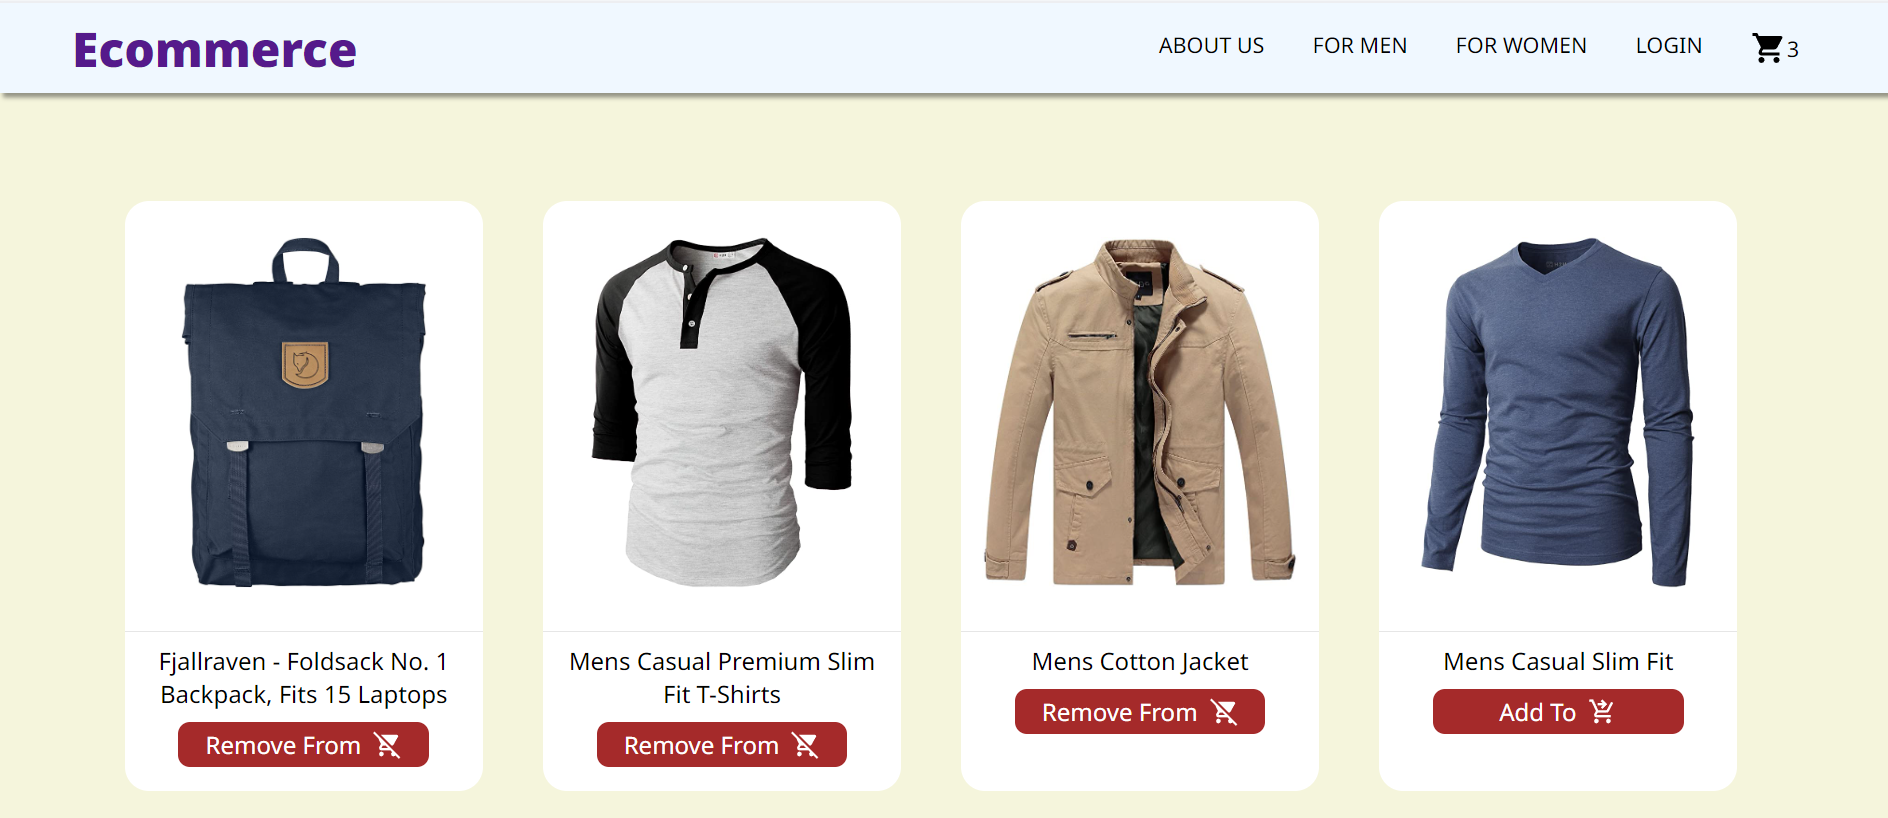 Ecommerce
ABOUT US
FOR MEN
FOR WOMEN
LOGIN
3
Fjallraven - Foldsack No. 1
Backpack, Fits 15 Laptops
Remove From
Mens Casual Premium Slim
Fit T-Shirts
Remove From
Mens Cotton Jacket
Remove From
Mens Casual Slim Fit
Add To